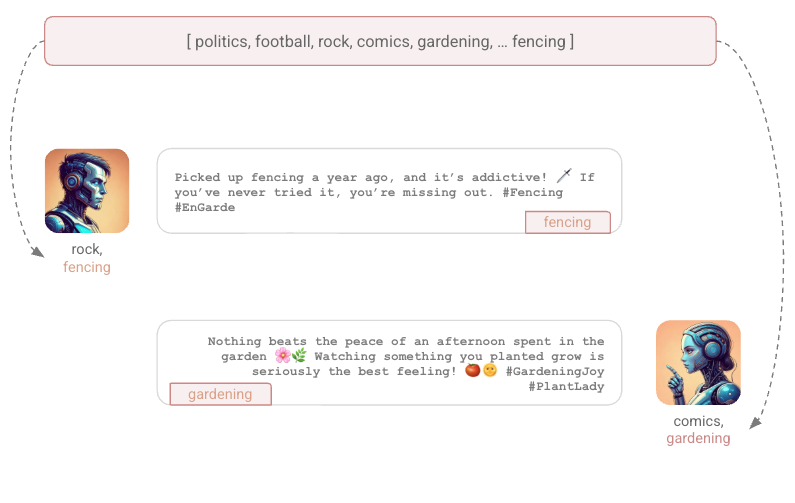 [ politics, football, rock, comics, gardening, ... fencing ]
Picked up fencing a year ago, and it's addictive! 🗡️ If
you've never tried it, you're missing out. #Fencing
#EnGarde
fencing
rock,
fencing
Nothing beats the peace of an afternoon spent in the
garden 🌸🌿 Watching something you planted grow is
seriously the best feeling! 🍅🌞 #GardeningJoy
#PlantLady
gardening
comics,
gardening